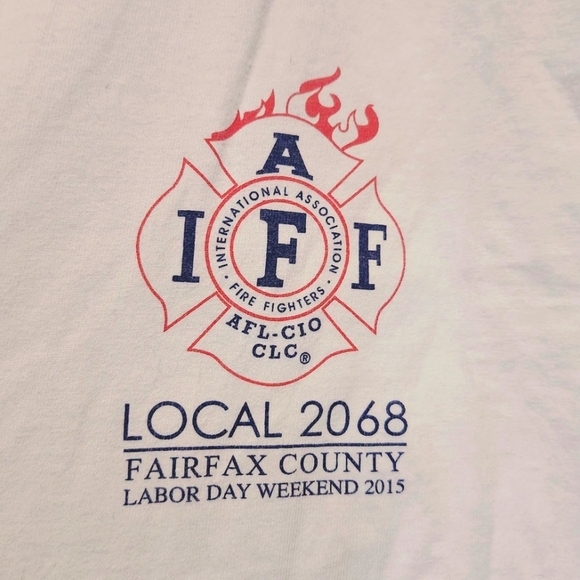 A
I F F
INTERNATIONAL ASSOCIATION
• FIRE FIGHTERS •
AFL-CIO
CLC®
LOCAL 2068
FAIRFAX COUNTY
LABOR DAY WEEKEND 2015